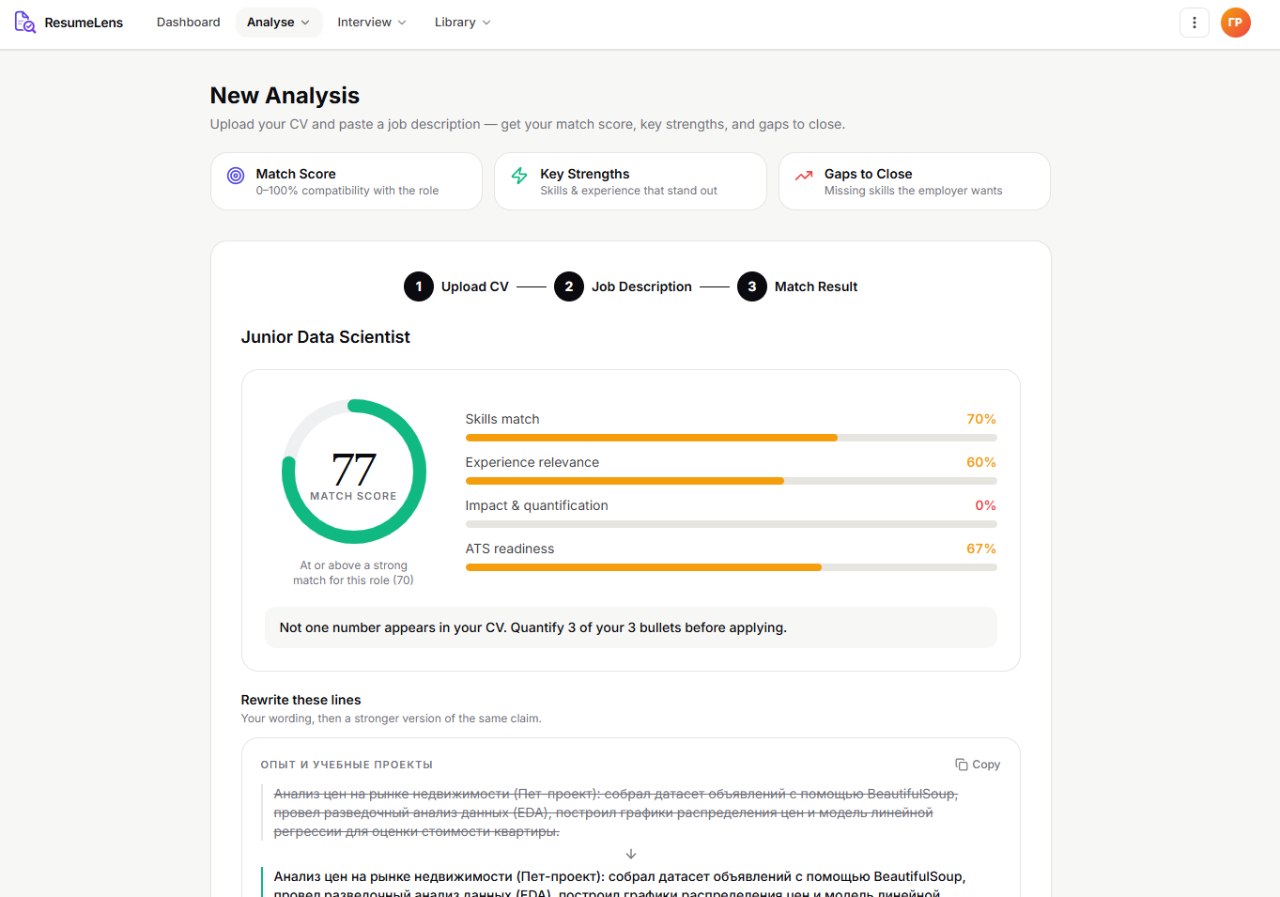 ResumeLens
Dashboard
Analyse
Interview
Library
ГР
New Analysis
Upload your CV and paste a job description — get your match score, key strengths, and gaps to close.
Match Score
0–100% compatibility with the role
Key Strengths
Skills & experience that stand out
Gaps to Close
Missing skills the employer wants
1 Upload CV
2 Job Description
3 Match Result
Junior Data Scientist
77
MATCH SCORE
At or above a strong
match for this role (70)
Skills match 70%
Experience relevance 60%
Impact & quantification 0%
ATS readiness 67%
Not one number appears in your CV. Quantify 3 of your 3 bullets before applying.
Rewrite these lines
Your wording, then a stronger version of the same claim.
ОПЫТ И УЧЕБНЫЕ ПРОЕКТЫ
Copy
Анализ цен на рынке недвижимости (Пет-проект): собрал датасет объявлений с помощью BeautifulSoup,
провел разведочный анализ данных (EDA), построил графики распределения цен и модель линейной
регрессии для оценки стоимости квартиры.
Анализ цен на рынке недвижимости (Пет-проект): собрал датасет объявлений с помощью BeautifulSoup,
провел разведочный анализ данных (EDA), построил графики распределения цен и модель линейной